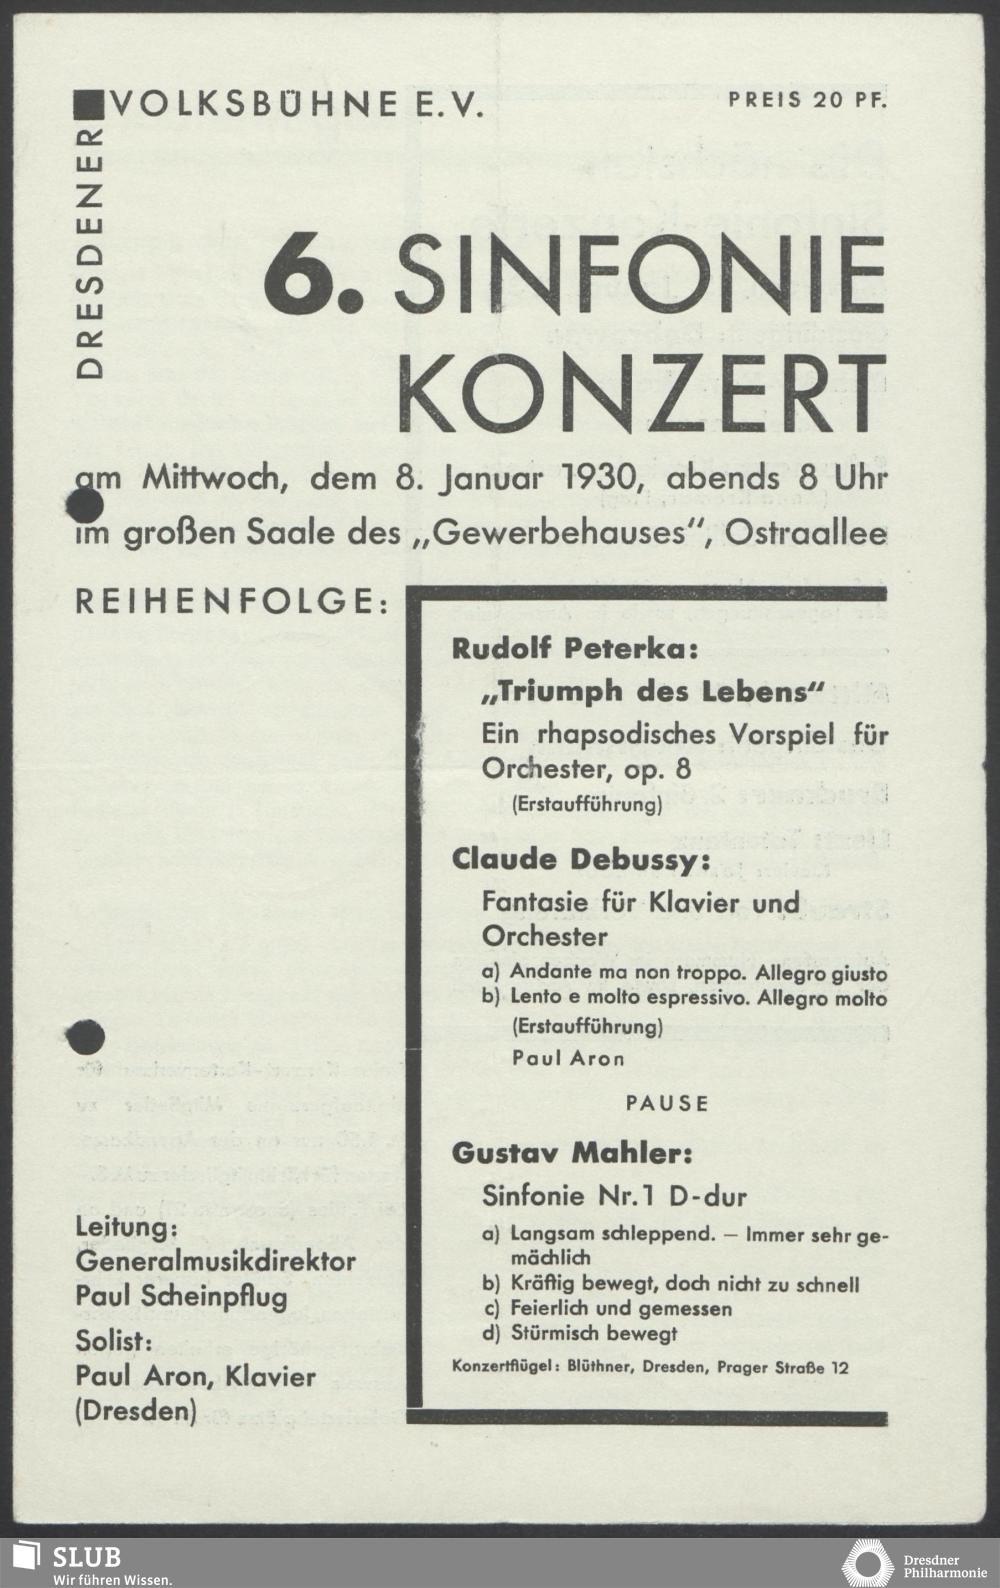 DRESDENER
VOLKSBÜHNE E.V.
PREIS 20 PF.
6. SINFONIE
KONZERT
am Mittwoch, dem 8. Januar 1930, abends 8 Uhr
im großen Saale des „Gewerbehauses“, Ostraallee
REIHENFOLGE:
Rudolf Peterka:
„Triumph des Lebens“
Ein rhapsodisches Vorspiel für
Orchester, op. 8
(Erstaufführung)
Claude Debussy:
Fantasie für Klavier und
Orchester
a) Andante ma non troppo. Allegro giusto
b) Lento e molto espressivo. Allegro molto
(Erstaufführung)
Paul Aron
PAUSE
Gustav Mahler:
Sinfonie Nr. 1 D-dur
a) Langsam schleppend. — Immer sehr ge-
mächlich
b) Kräftig bewegt, doch nicht zu schnell
c) Feierlich und gemessen
d) Stürmisch bewegt
Konzertflügel: Blüthner, Dresden, Prager Straße 12
Leitung:
Generalmusikdirektor
Paul Scheinpflug
Solist:
Paul Aron, Klavier
(Dresden)
SLUB
Wir führen Wissen.
Dresdner
Philharmonie